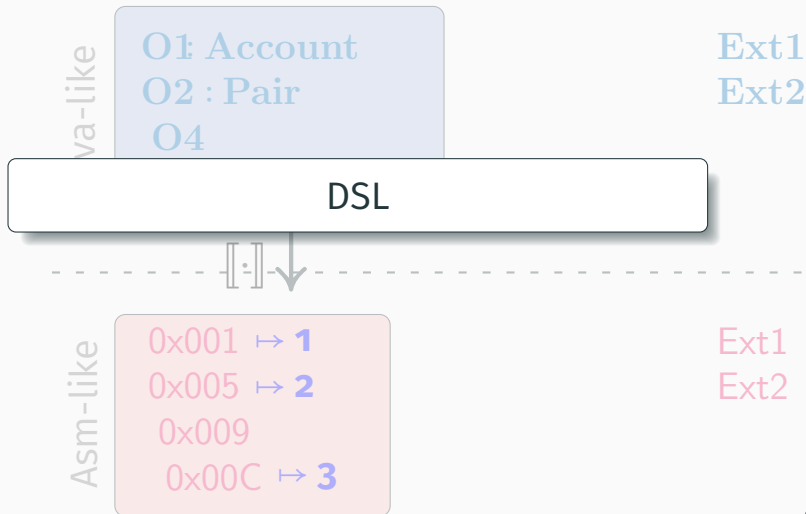 va-like
O1: Account
O2 : Pair
O4
Ext1
Ext2
DSL
⟦·⟧
Asm-like
0x001 ↦ 1
0x005 ↦ 2
0x009
0x00C ↦ 3
Ext1
Ext2